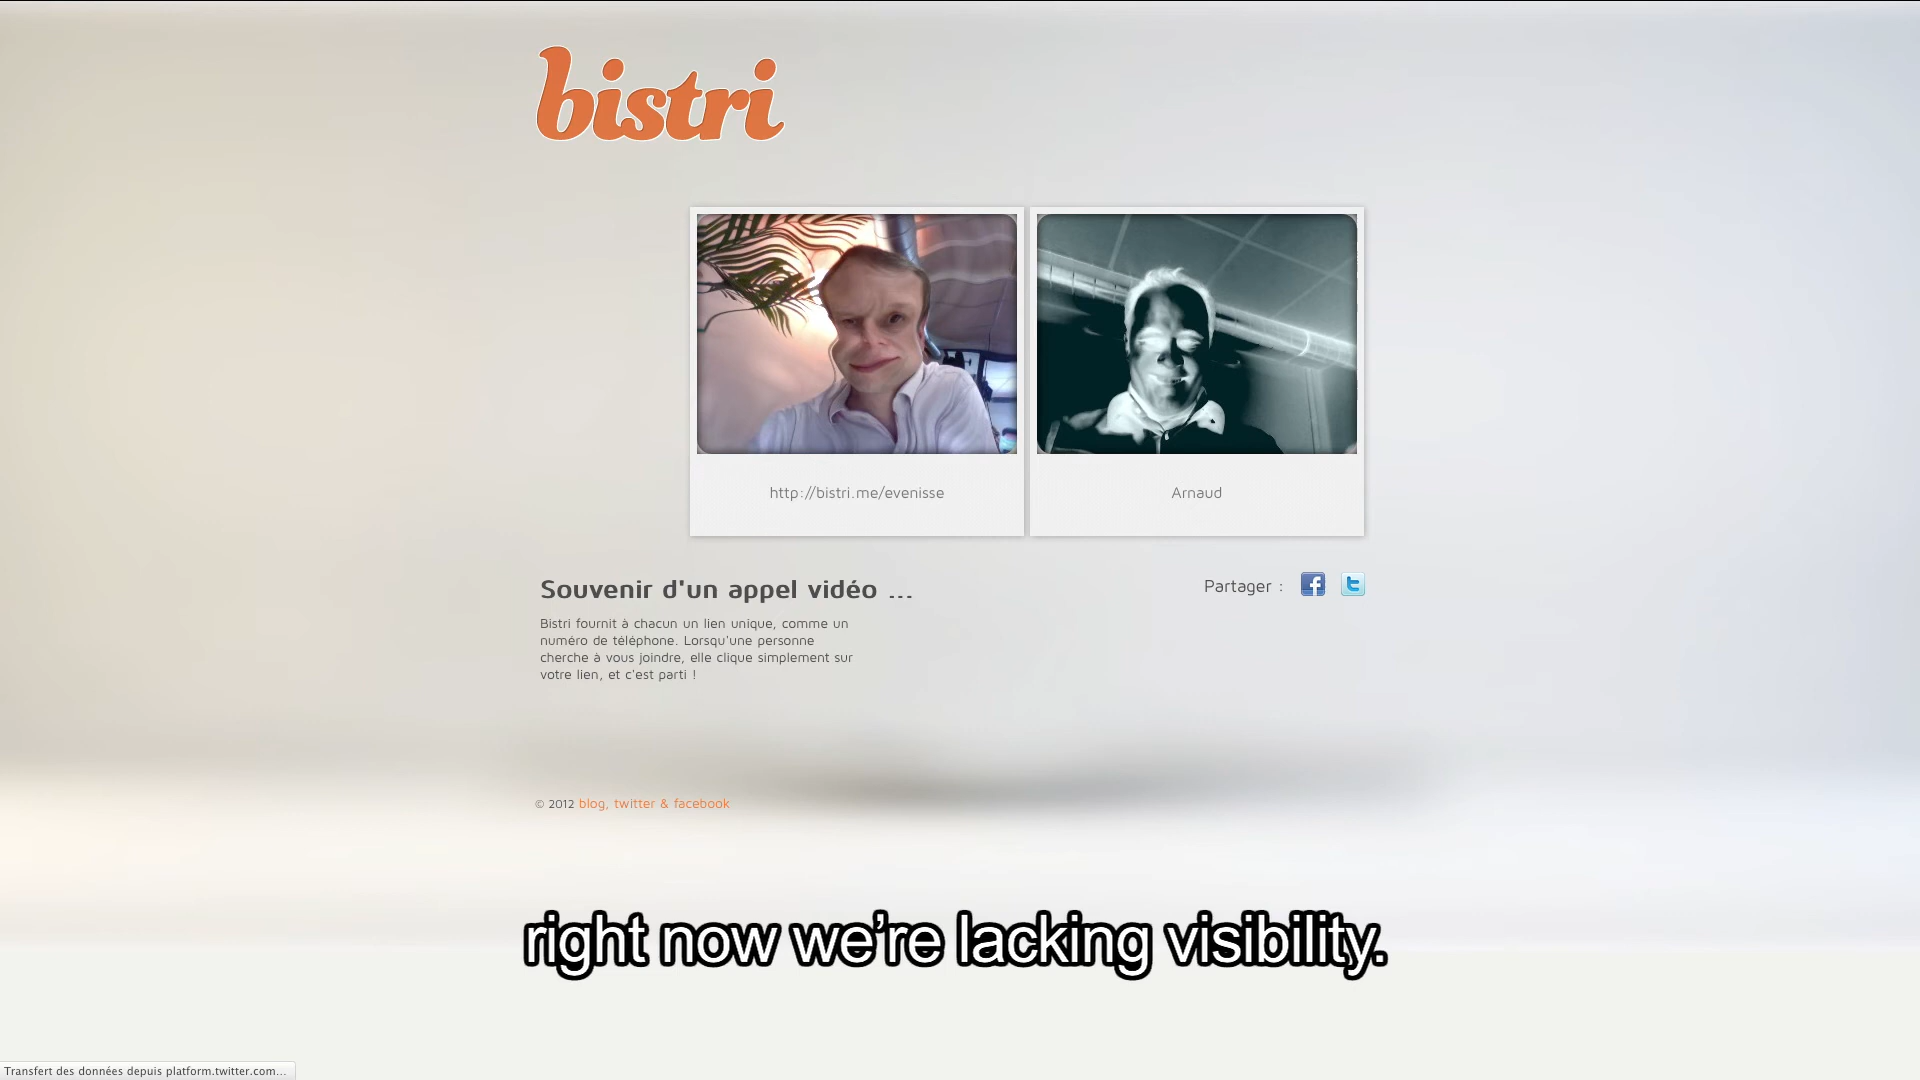 bistri
http://bistri.me/evenisse
Arnaud
Souvenir d'un appel vidéo ...
Partager :
Bistri fournit à chacun un lien unique, comme un
numéro de téléphone. Lorsqu'une personne
cherche à vous joindre, elle clique simplement sur
votre lien, et c'est parti !
© 2012 blog, twitter & facebook
right now we’re lacking visibility.
Transfert des données depuis platform.twitter.com...